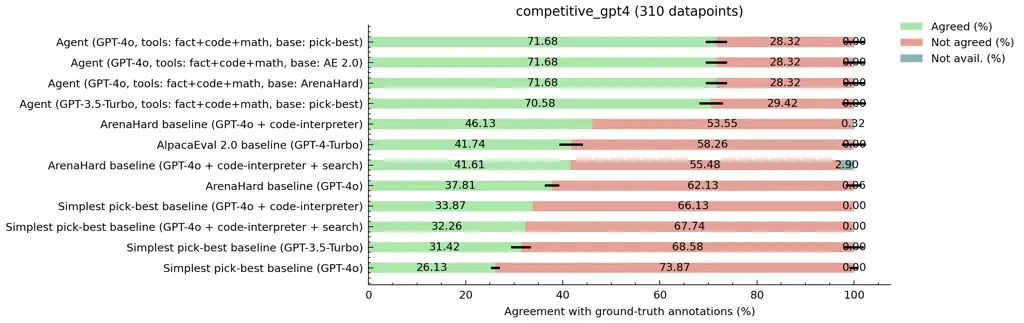 competitive_gpt4 (310 datapoints)
Agreed (%)
Not agreed (%)
Not avail. (%)
Agent (GPT-4o, tools: fact+code+math, base: pick-best) 71.68 28.32 0.00
Agent (GPT-4o, tools: fact+code+math, base: AE 2.0) 71.68 28.32 0.00
Agent (GPT-4o, tools: fact+code+math, base: ArenaHard) 71.68 28.32 0.00
Agent (GPT-3.5-Turbo, tools: fact+code+math, base: pick-best) 70.58 29.42 0.00
ArenaHard baseline (GPT-4o + code-interpreter) 46.13 53.55 0.32
AlpacaEval 2.0 baseline (GPT-4-Turbo) 41.74 58.26 0.00
ArenaHard baseline (GPT-4o + code-interpreter + search) 41.61 55.48 2.90
ArenaHard baseline (GPT-4o) 37.81 62.13 0.06
Simplest pick-best baseline (GPT-4o + code-interpreter) 33.87 66.13 0.00
Simplest pick-best baseline (GPT-4o + code-interpreter + search) 32.26 67.74 0.00
Simplest pick-best baseline (GPT-3.5-Turbo) 31.42 68.58 0.00
Simplest pick-best baseline (GPT-4o) 26.13 73.87 0.00
0 20 40 60 80 100
Agreement with ground-truth annotations (%)